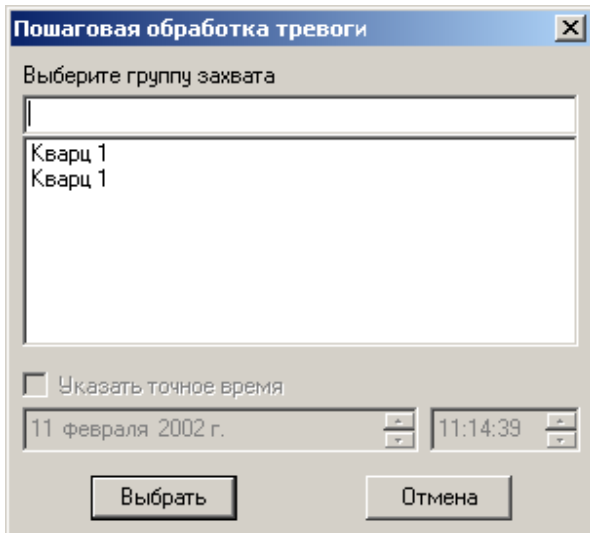 Пошаговая обработка тревоги
Выберите группу захвата
Кварц 1
Кварц 1
Указать точное время
11 февраля 2002 г. 11:14:39
Выбрать Отмена